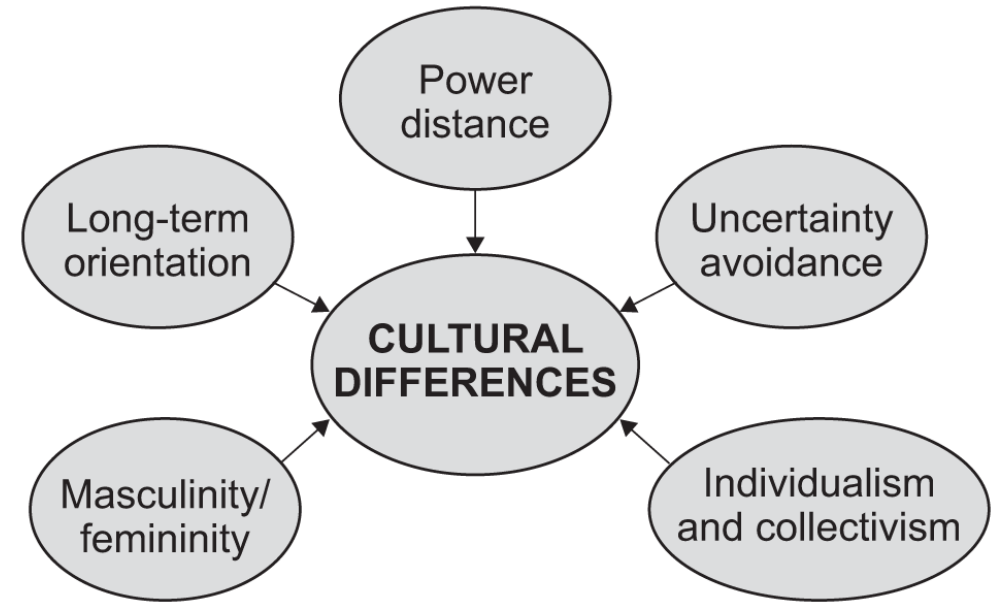 Power
distance
Long-term
orientation
Uncertainty
avoidance
CULTURAL
DIFFERENCES
Masculinity/
femininity
Individualism
and collectivism